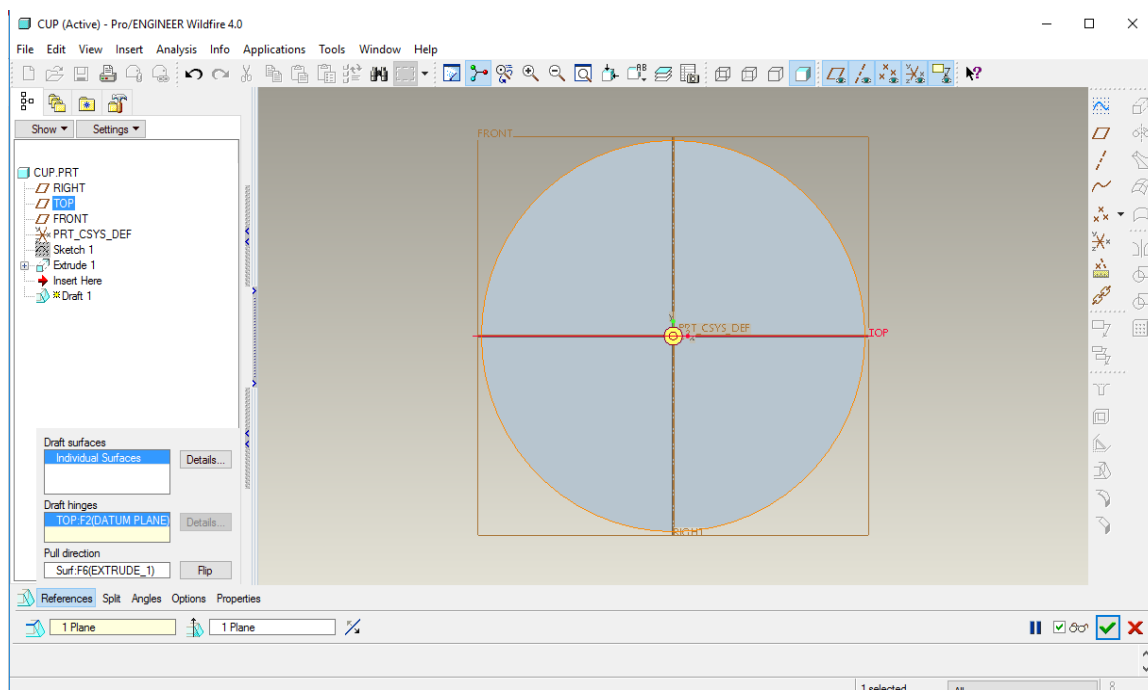 CUP (Active) - Pro/ENGINEER Wildfire 4.0
File Edit View Insert Analysis Info Applications Tools Window Help
Show Settings
CUP.PRT
RIGHT
TOP
FRONT
PRT_CSYS_DEF
Sketch 1
Extrude 1
Insert Here
Draft 1
FRONT
Y
PRT_CSYS_DEF
TOP
RIGHT
Draft surfaces
Individual Surfaces Details...
Draft hinges
TOP:F2(DATUM PLANE) Details...
Pull direction
Surf:F6(EXTRUDE_1) Flip
References Split Angles Options Properties
1 Plane 1 Plane
1 selected All